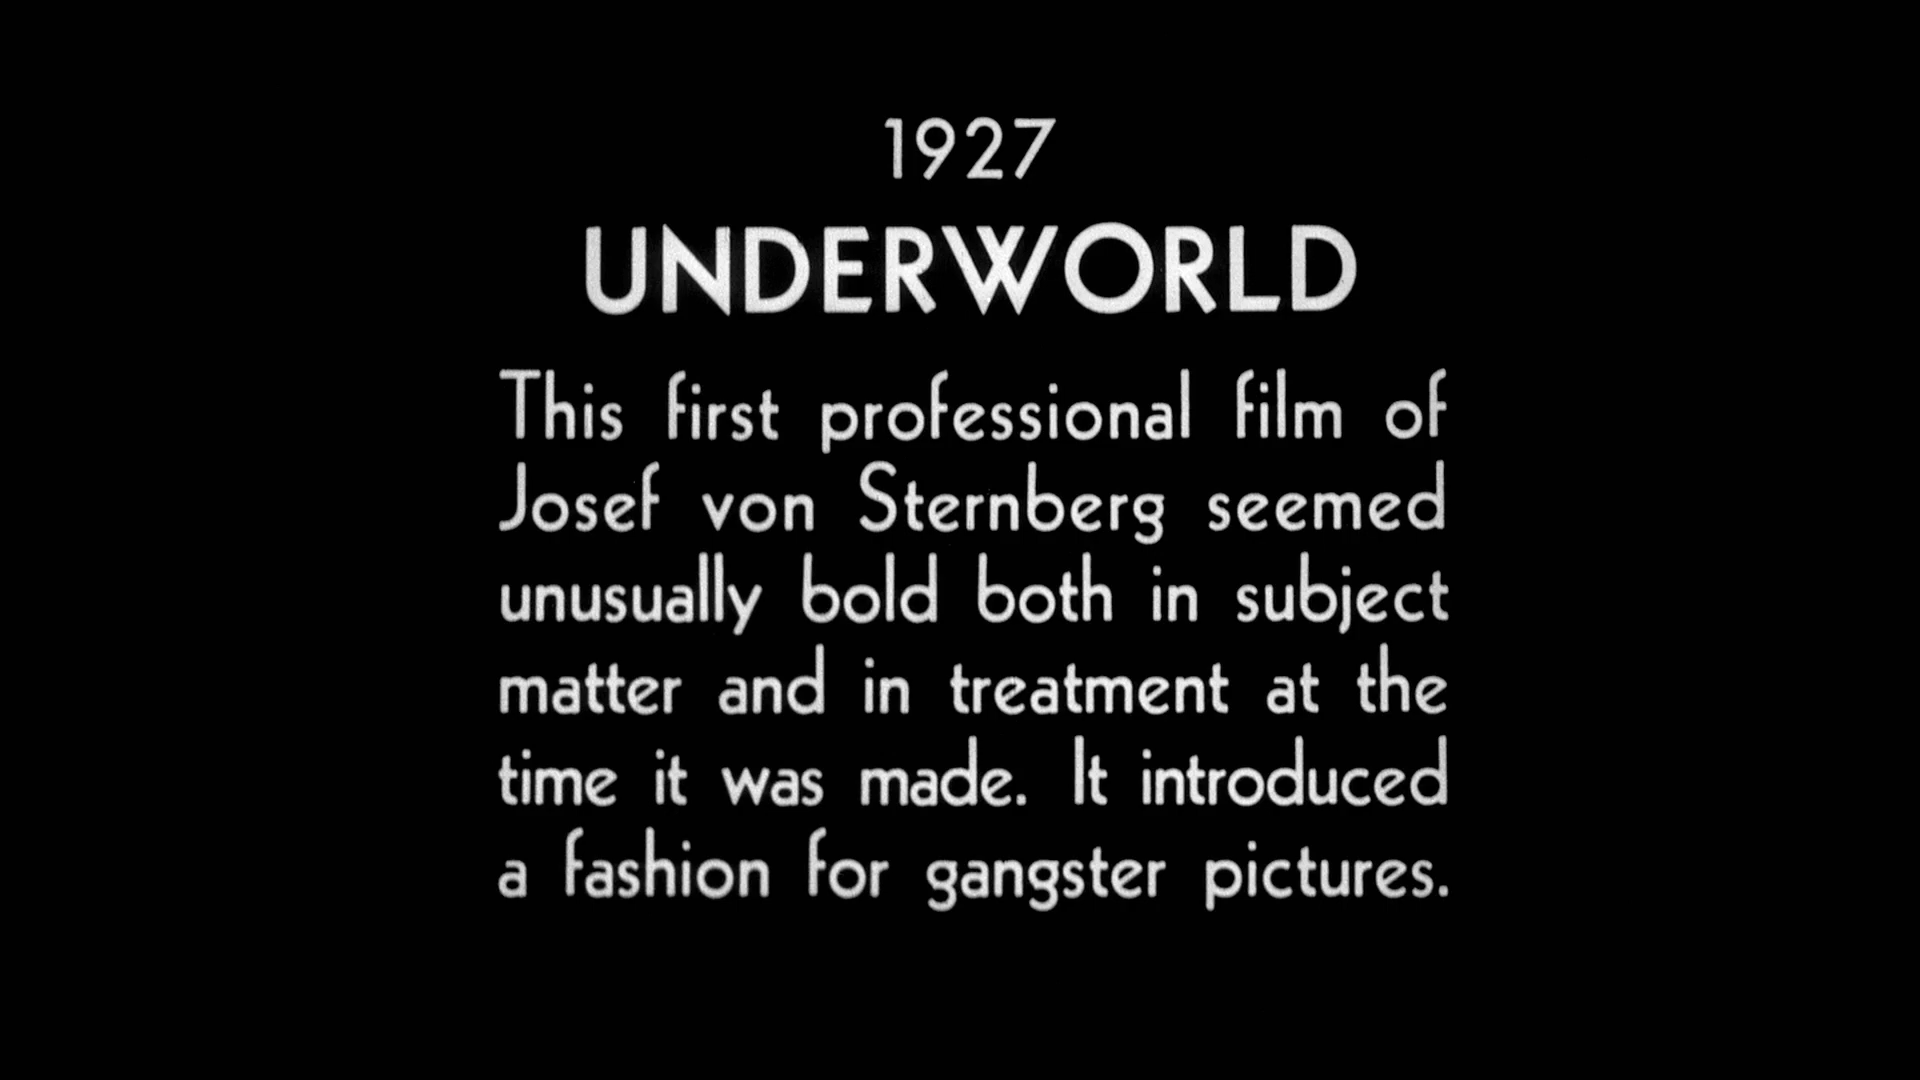 1927
UNDERWORLD
This first professional film of
Josef von Sternberg seemed
unusually bold both in subject
matter and in treatment at the
time it was made. It introduced
a fashion for gangster pictures.